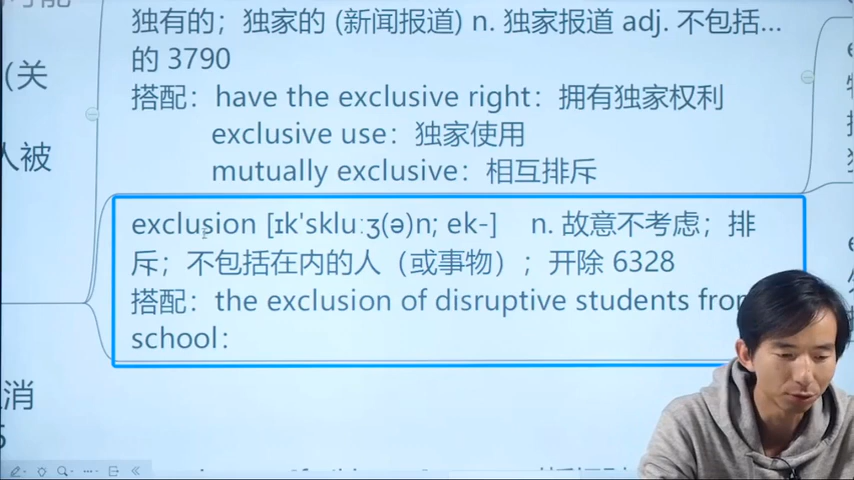 独有的；独家的 (新闻报道) n. 独家报道 adj. 不包括...
的 3790
(关
搭配：have the exclusive right：拥有独家权利
exclusive use：独家使用
人被
mutually exclusive：相互排斥
exclusion [ɪk'skluːʒ(ə)n; ek-] n. 故意不考虑；排
斥；不包括在内的人（或事物）；开除 6328
搭配：the exclusion of disruptive students from
school：
消